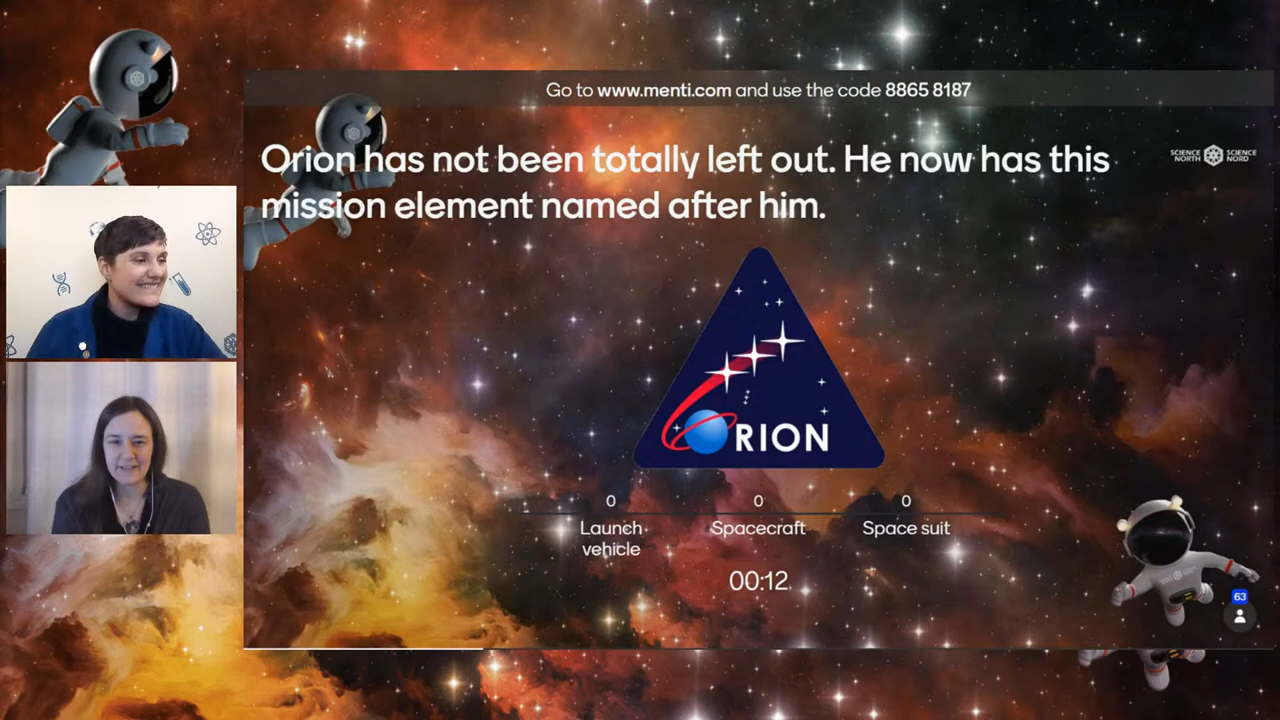 Go to www.menti.com and use the code 8865 8187
Orion has not been totally left out. He now has this
mission element named after him.
SCIENCE NORTH SCIENCE NORD
ORION
0 0 0
Launch vehicle
Spacecraft
Space suit
00:12
63